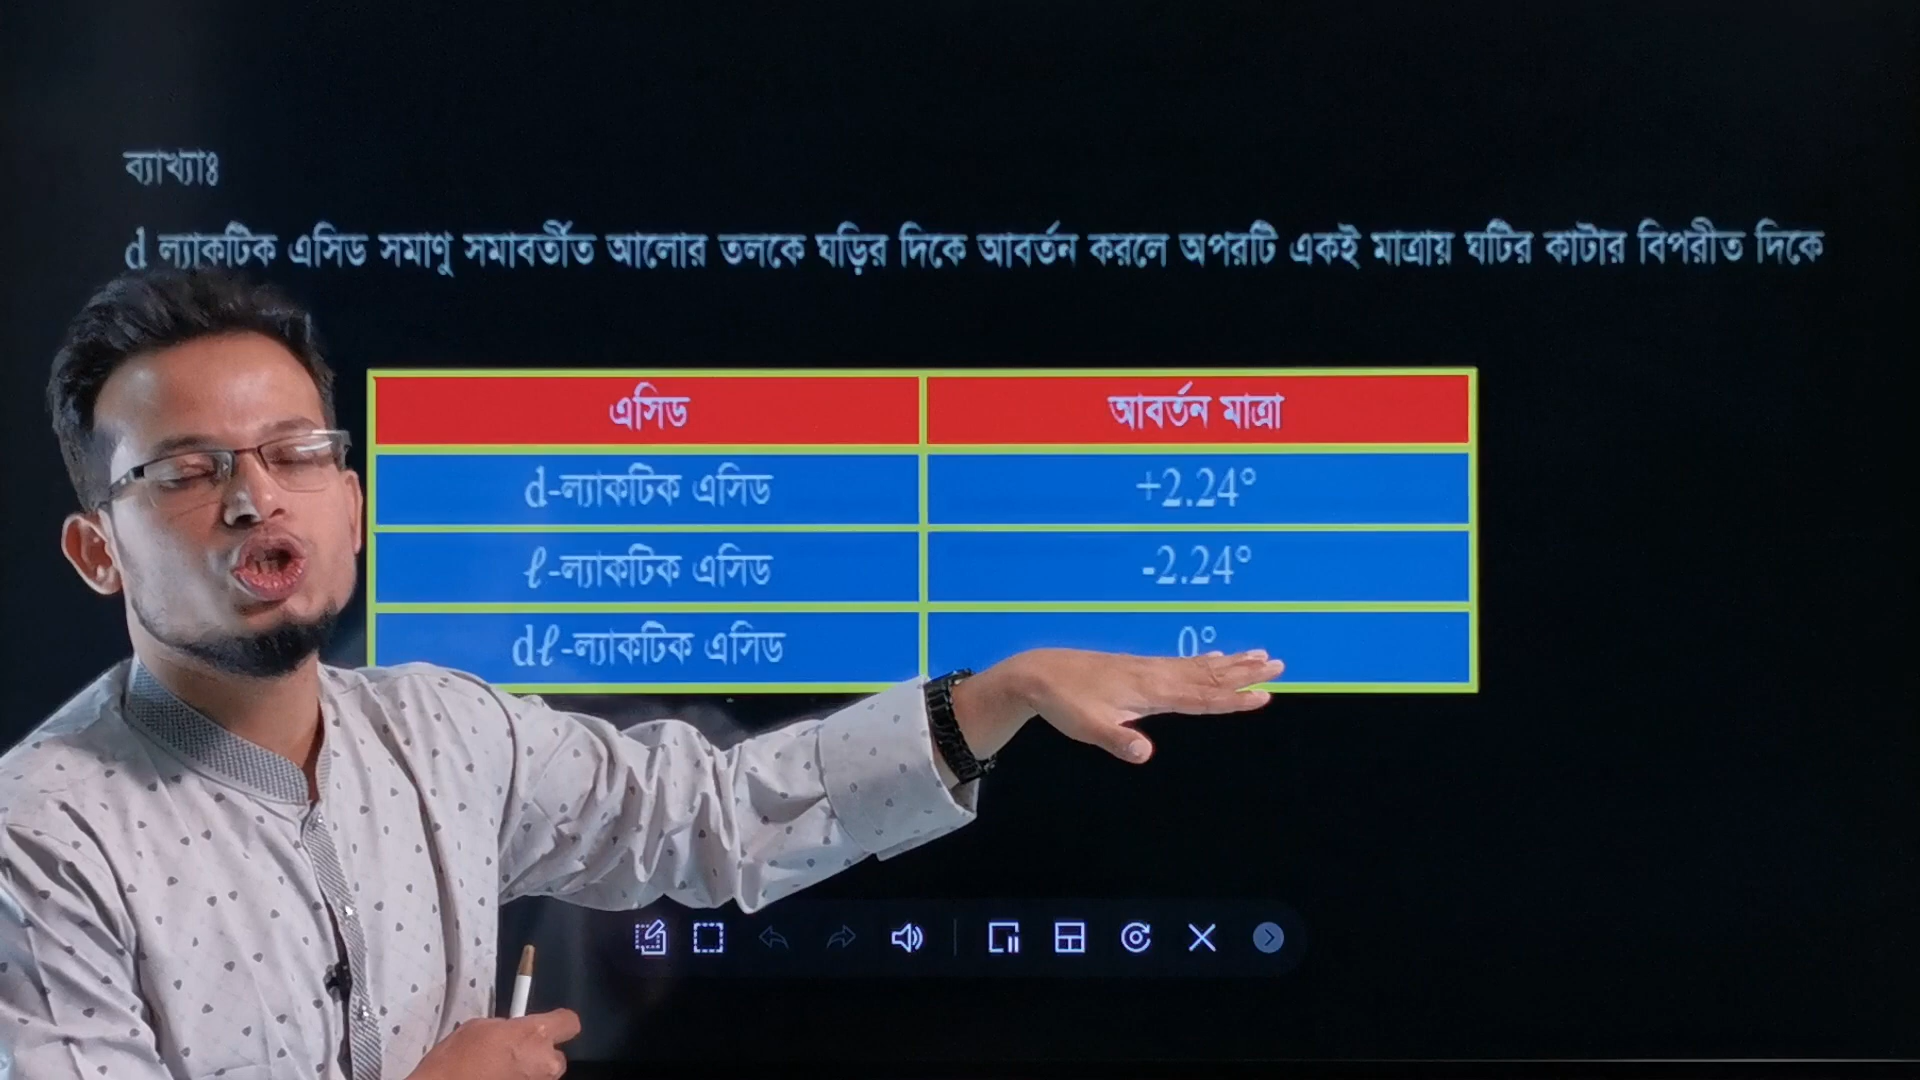 ব্যাখ্যাঃ
d ল্যাকটিক এসিড সমাণু সমাবর্তীত আলোর তলকে ঘড়ির দিকে আবর্তন করলে অপরটি একই মাত্রায় ঘটির কাটার বিপরীত দিকে
এসিড আবর্তন মাত্রা
d-ল্যাকটিক এসিড +2.24°
ℓ-ল্যাকটিক এসিড -2.24°
dℓ-ল্যাকটিক এসিড 0°